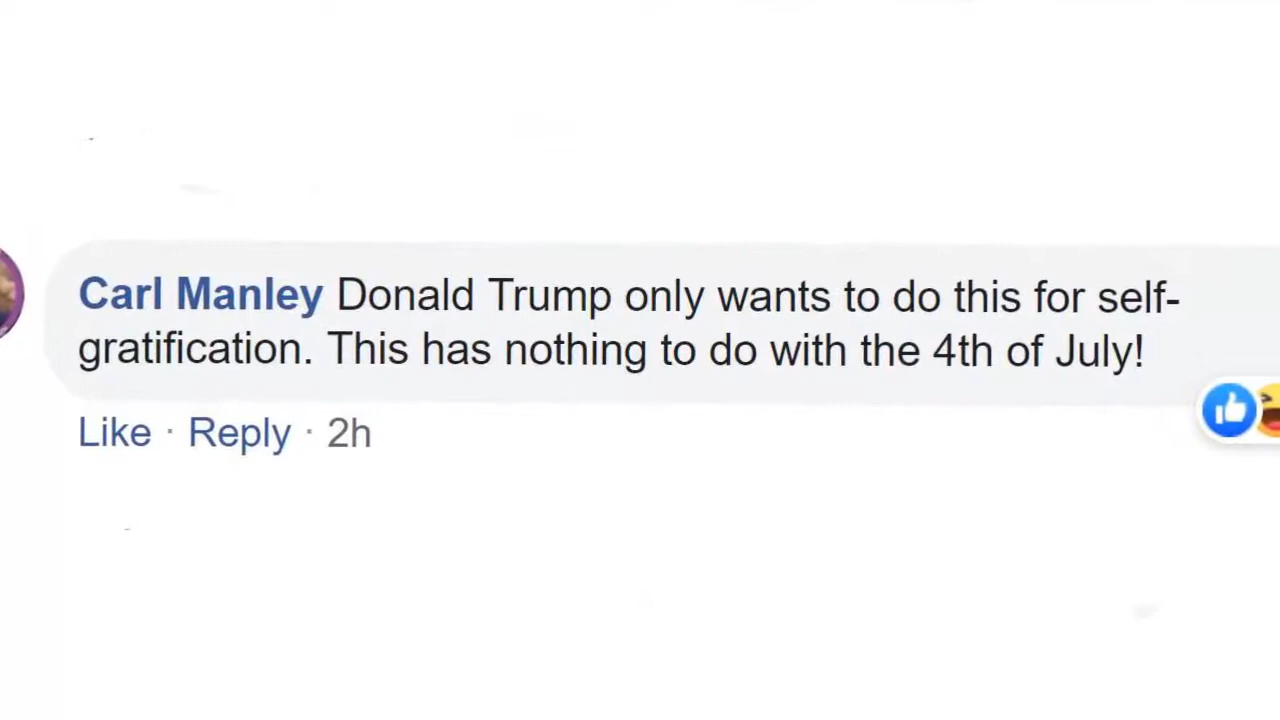 Carl Manley Donald Trump only wants to do this for self-
gratification. This has nothing to do with the 4th of July!
Like · Reply · 2h